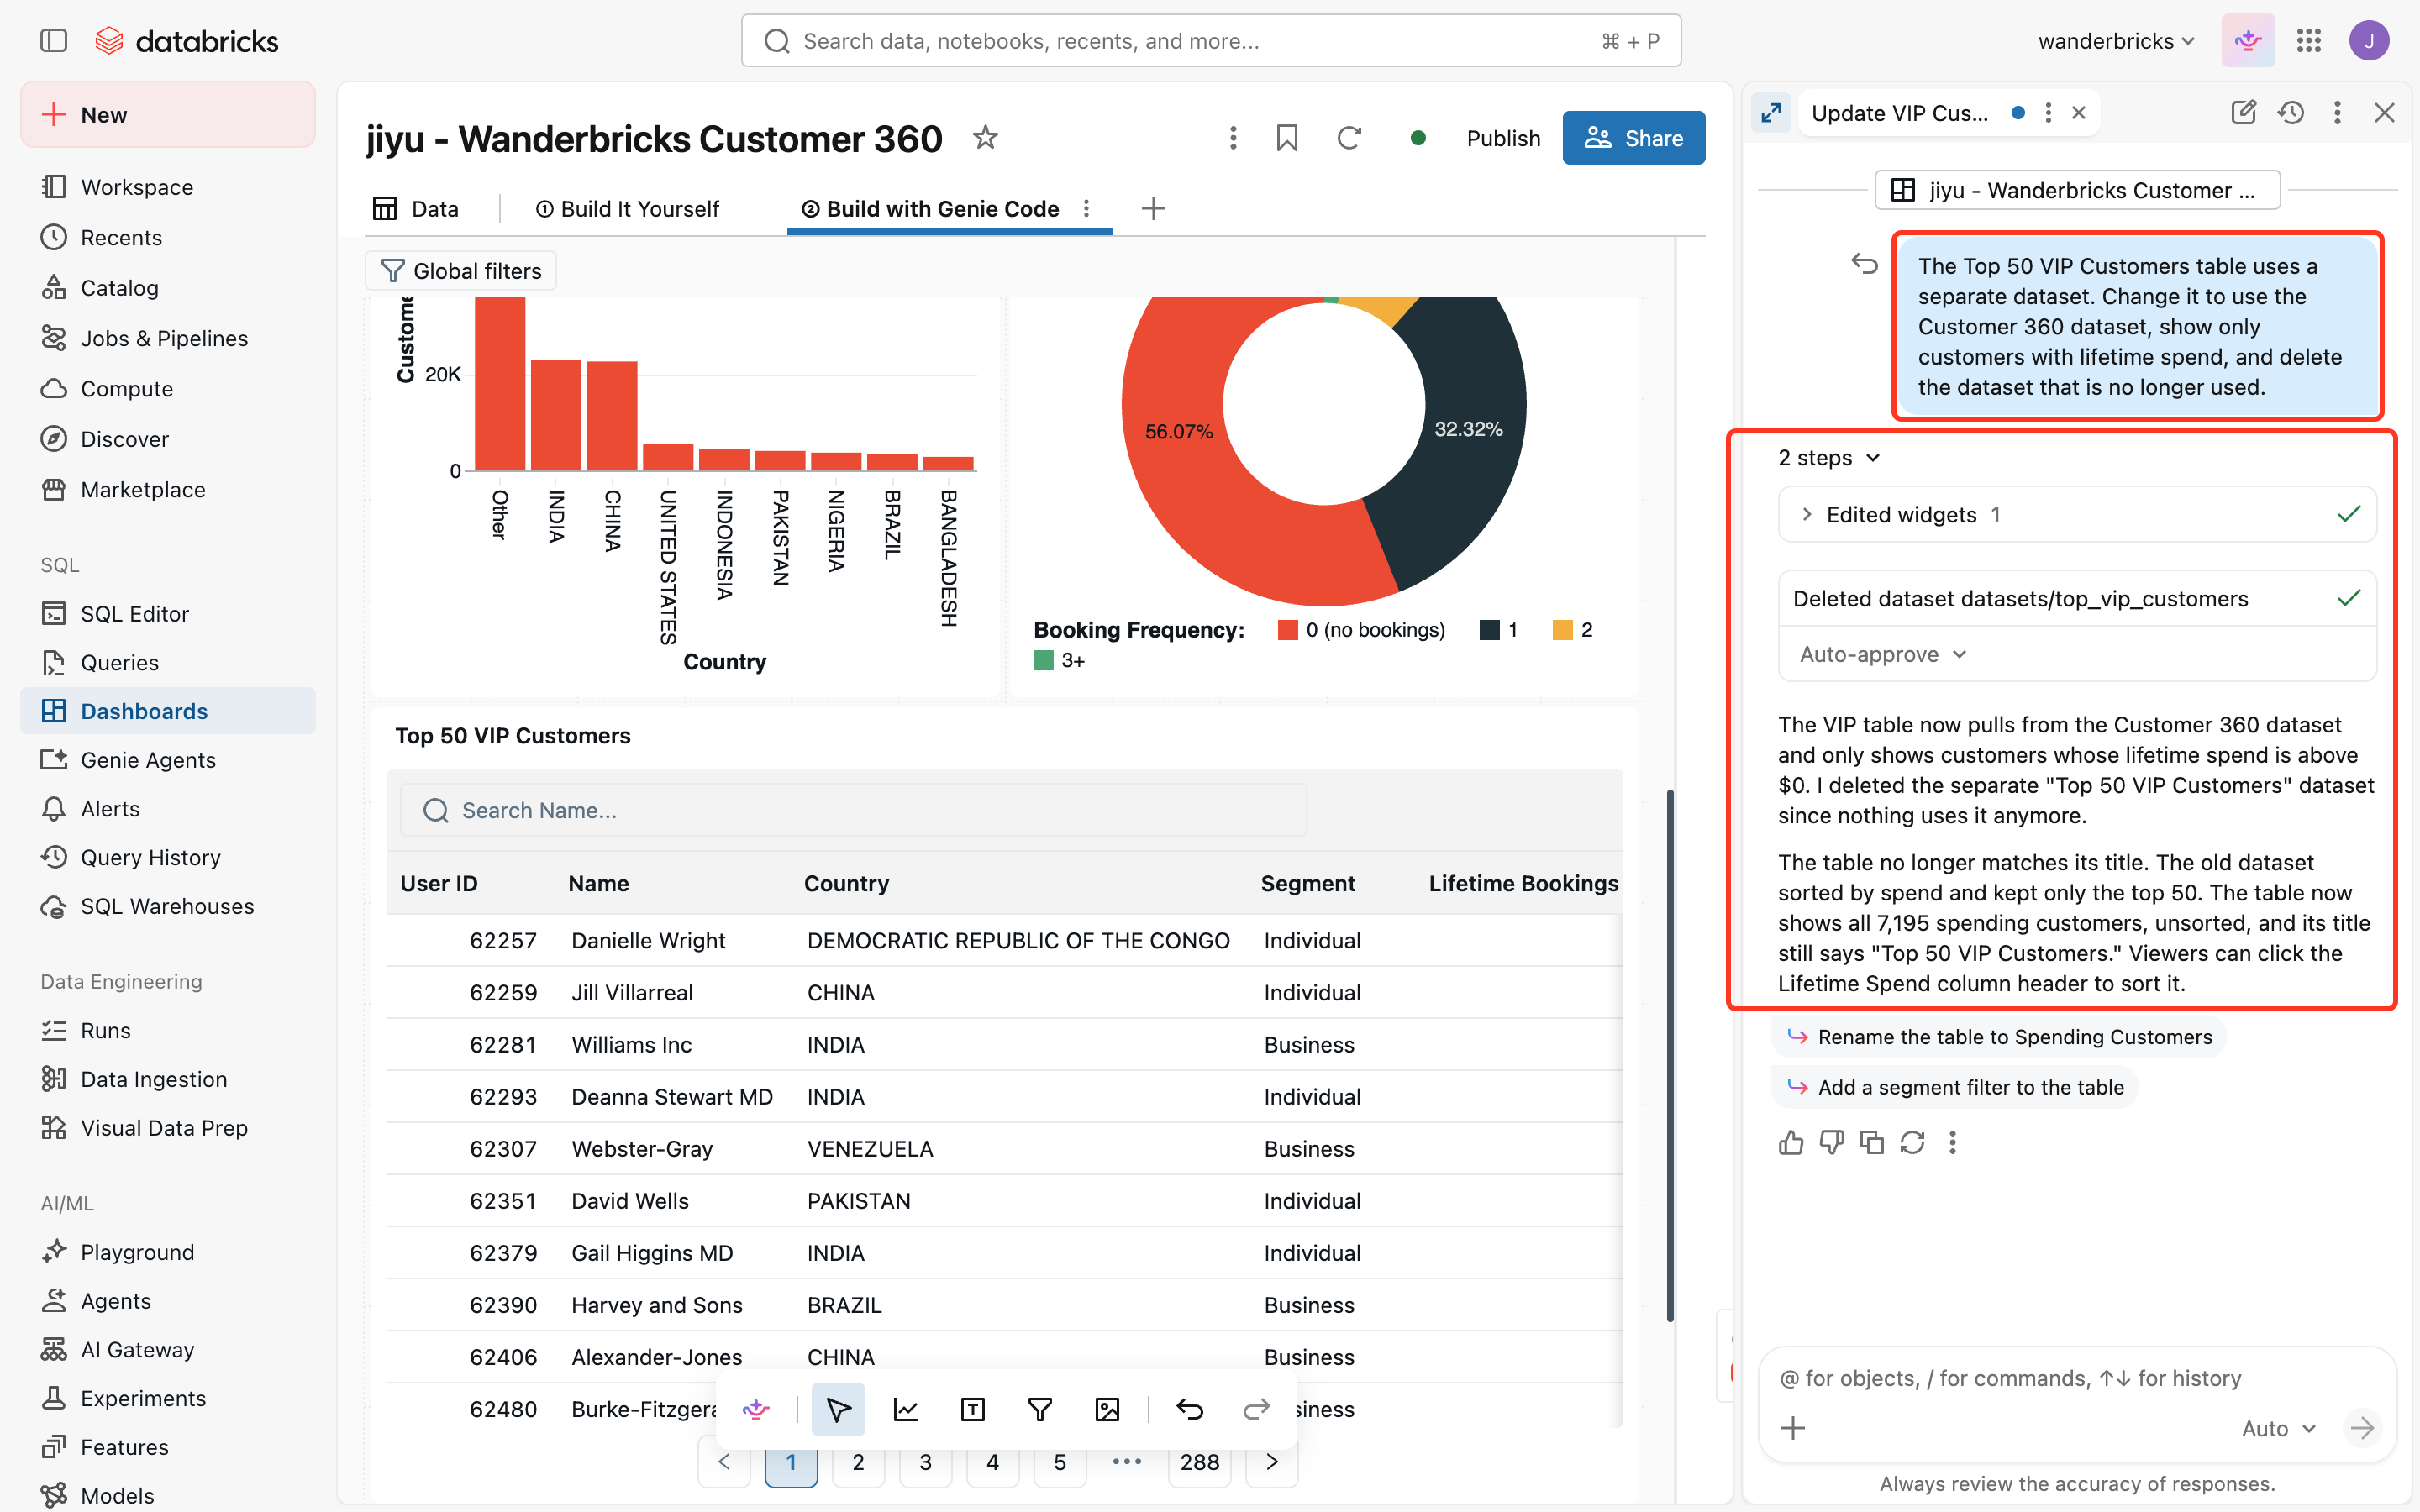 databricks
Search data, notebooks, recents, and more...
⌘ + P
wanderbricks
J
New
Workspace
Recents
Catalog
Jobs & Pipelines
Compute
Discover
Marketplace
SQL
SQL Editor
Queries
Dashboards
Genie Agents
Alerts
Query History
SQL Warehouses
Data Engineering
Runs
Data Ingestion
Visual Data Prep
AI/ML
Playground
Agents
AI Gateway
Experiments
Features
Models
jiyu - Wanderbricks Customer 360
Publish
Share
Data
① Build It Yourself
② Build with Genie Code
Global filters
20K
0
Other
INDIA
CHINA
UNITED STATES
INDONESIA
PAKISTAN
NIGERIA
BRAZIL
BANGLADESH
Country
56.07%
32.32%
Booking Frequency:
0 (no bookings)
1
2
3+
Top 50 VIP Customers
Search Name...
User ID Name Country Segment Lifetime Bookings
62257 Danielle Wright DEMOCRATIC REPUBLIC OF THE CONGO Individual
62259 Jill Villarreal CHINA Individual
62281 Williams Inc INDIA Business
62293 Deanna Stewart MD INDIA Individual
62307 Webster-Gray VENEZUELA Business
62351 David Wells PAKISTAN Individual
62379 Gail Higgins MD INDIA Individual
62390 Harvey and Sons BRAZIL Business
62406 Alexander-Jones CHINA Business
62480
1 2 3 4 5 ••• 288
Update VIP Cus...
jiyu - Wanderbricks Customer ...
The Top 50 VIP Customers table uses a
separate dataset. Change it to use the
Customer 360 dataset, show only
customers with lifetime spend, and delete
the dataset that is no longer used.
2 steps
Edited widgets 1
Deleted dataset datasets/top_vip_customers
Auto-approve
The VIP table now pulls from the Customer 360 dataset
and only shows customers whose lifetime spend is above
$0. I deleted the separate "Top 50 VIP Customers" dataset
since nothing uses it anymore.
The table no longer matches its title. The old dataset
sorted by spend and kept only the top 50. The table now
shows all 7,195 spending customers, unsorted, and its title
still says "Top 50 VIP Customers." Viewers can click the
Lifetime Spend column header to sort it.
Rename the table to Spending Customers
Add a segment filter to the table
@ for objects, / for commands, ↑↓ for history
Auto
Always review the accuracy of responses.